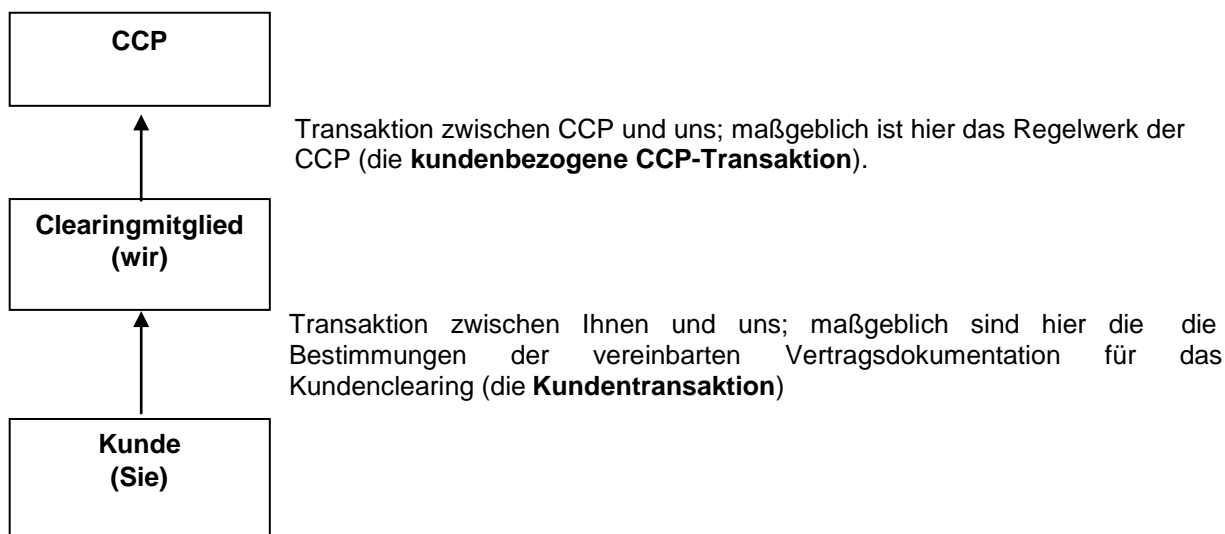 CCP
Transaktion zwischen CCP und uns; maßgeblich ist hier das Regelwerk der
CCP (die kundenbezogene CCP-Transaktion).
Clearingmitglied
(wir)
Transaktion zwischen Ihnen und uns; maßgeblich sind hier die die
Bestimmungen der vereinbarten Vertragsdokumentation für das
Kundenclearing (die Kundentransaktion)
Kunde
(Sie)